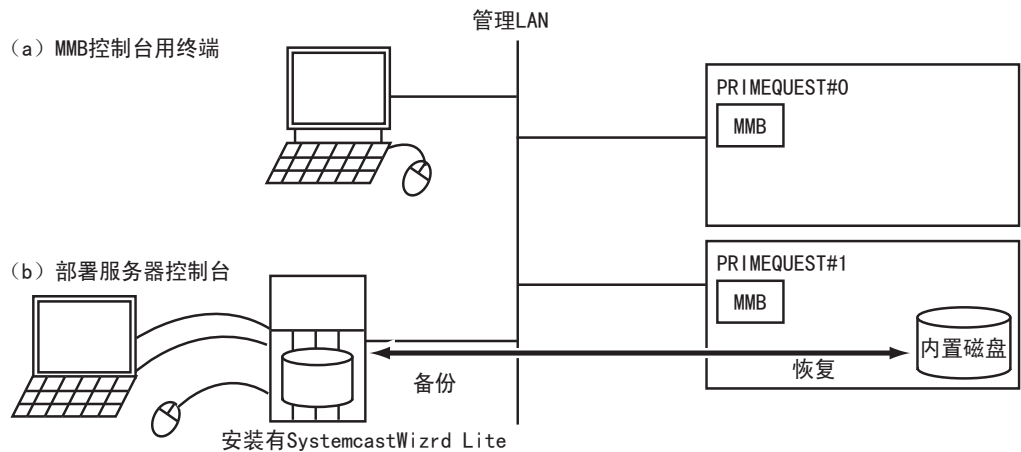 管理LAN
（a）MMB控制台用终端
PRIMEQUEST#0
MMB
（b）部署服务器控制台
PRIMEQUEST#1
MMB
内置磁盘
备份
恢复
安装有SystemcastWizrd Lite